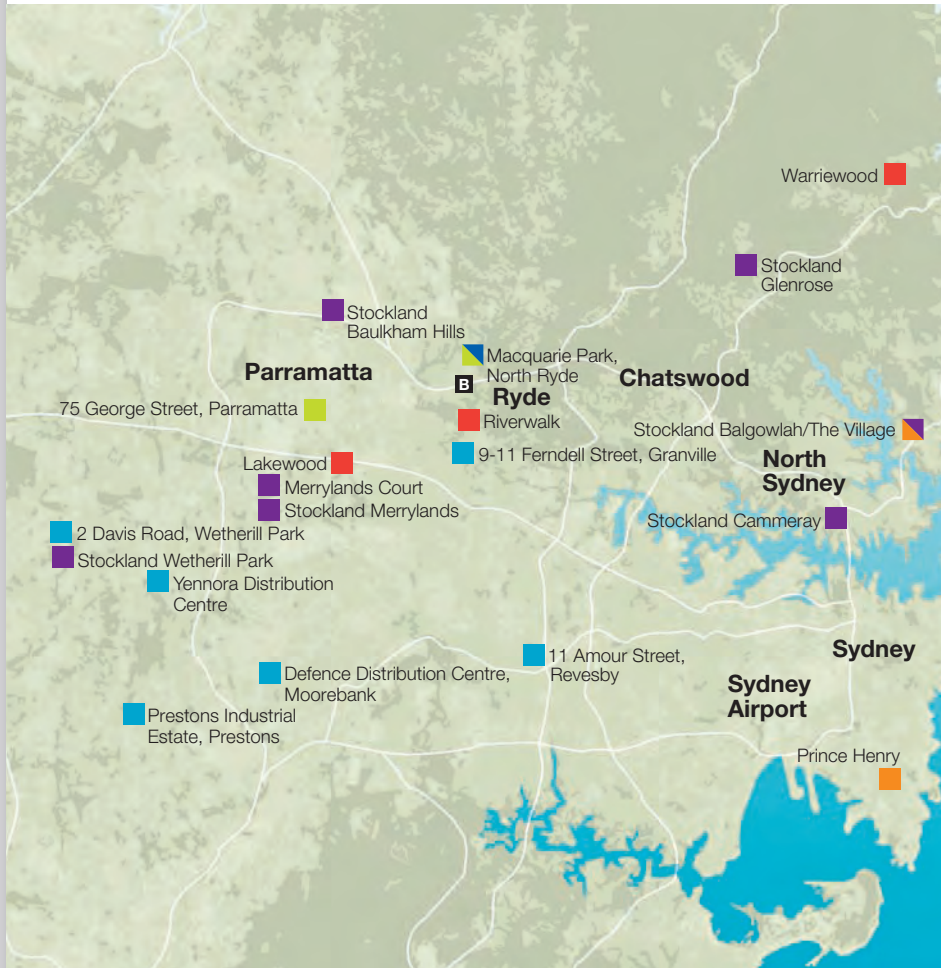 Warriewood
Stockland
Glenrose
Stockland
Baulkham Hills
Macquarie Park,
North Ryde
Parramatta
Chatswood
B
Ryde
75 George Street, Parramatta
Riverwalk
Stockland Balgowlah/The Village
9-11 Ferndell Street, Granville
Lakewood
North
Sydney
Merrylands Court
Stockland Merrylands
Stockland Cammeray
2 Davis Road, Wetherill Park
Stockland Wetherill Park
Yennora Distribution
Centre
Sydney
11 Amour Street,
Revesby
Defence Distribution Centre,
Moorebank
Sydney
Airport
Prestons Industrial
Estate, Prestons
Prince Henry